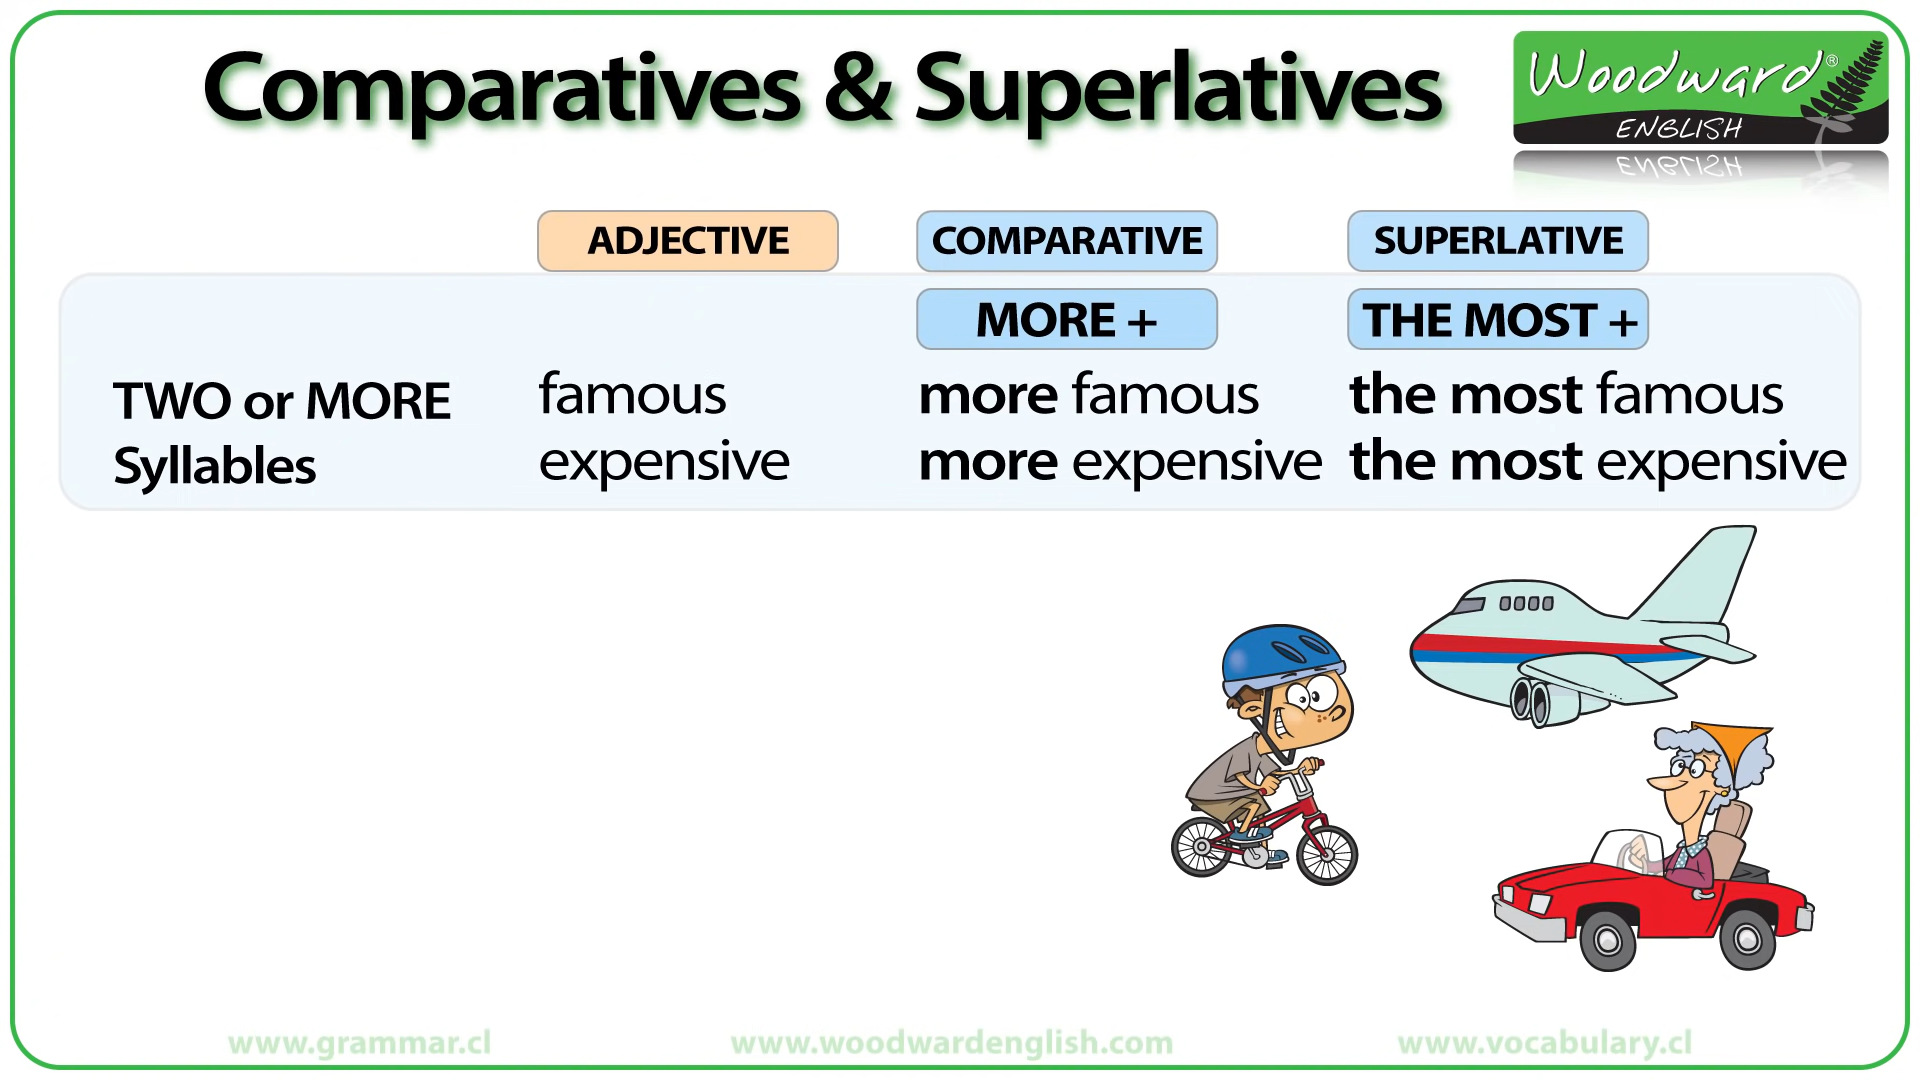 Comparatives & Superlatives
Woodward®
ENGLISH
ADJECTIVE COMPARATIVE SUPERLATIVE
MORE + THE MOST +
TWO or MORE famous more famous the most famous
Syllables expensive more expensive the most expensive
www.grammar.cl www.woodwardenglish.com www.vocabulary.cl